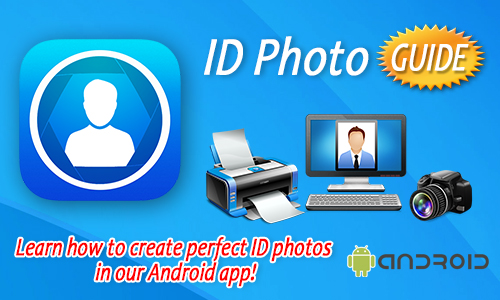 ID Photo GUIDE
Learn how to create perfect ID photos
in our Android app!
ANDROID